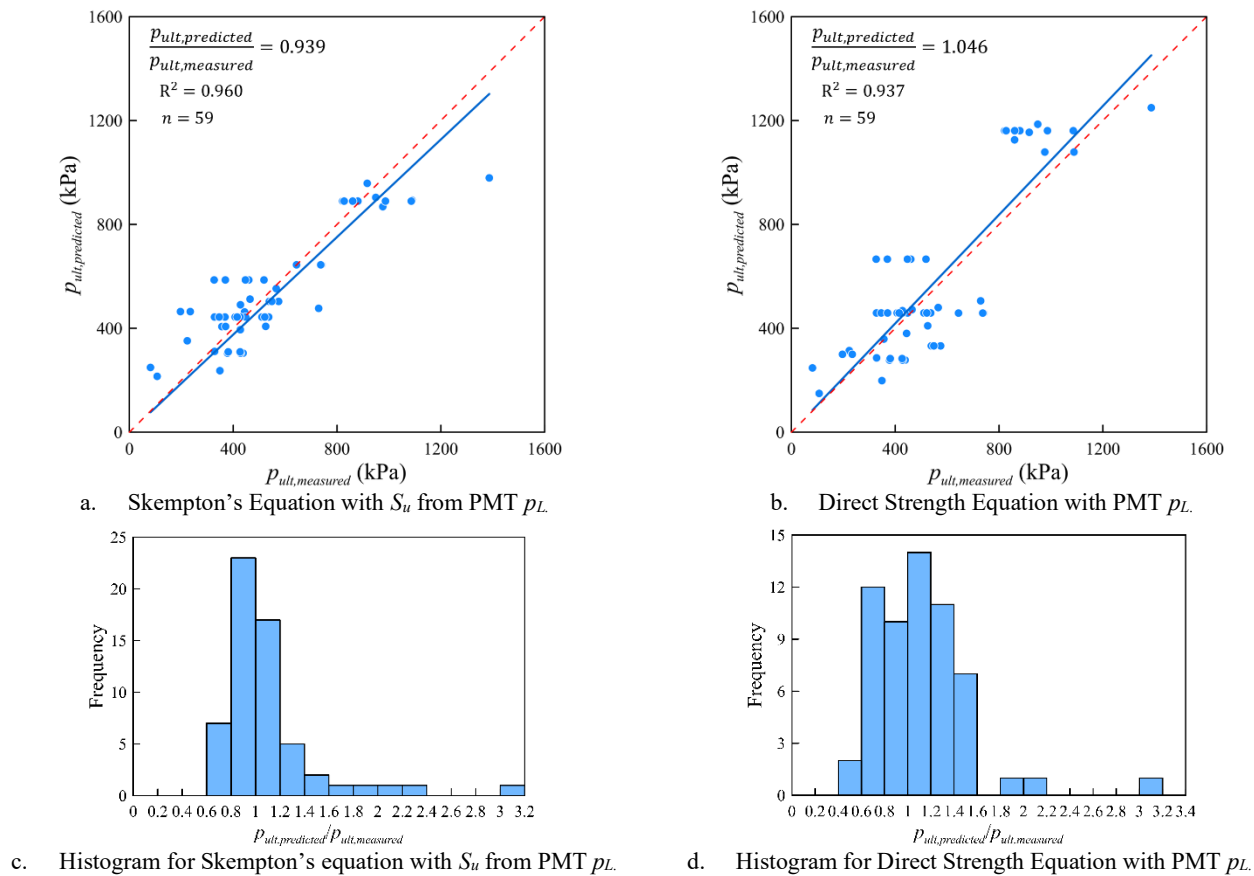 1600
1200
800
400
0
p_ult,predicted (kPa)
p_ult,predicted / p_ult,measured = 0.939
R² = 0.960
n = 59
0 400 800 1200 1600
p_ult,measured (kPa)
a. Skempton's Equation with S_u from PMT p_L.
1600
1200
800
400
0
p_ult,predicted (kPa)
p_ult,predicted / p_ult,measured = 1.046
R² = 0.937
n = 59
0 400 800 1200 1600
p_ult,measured (kPa)
b. Direct Strength Equation with PMT p_L.
25
20
15
10
5
0
Frequency
0 0.2 0.4 0.6 0.8 1 1.2 1.4 1.6 1.8 2 2.2 2.4 2.6 2.8 3 3.2
p_ult,predicted/p_ult,measured
c. Histogram for Skempton's equation with S_u from PMT p_L.
15
12
9
6
3
0
Frequency
0 0.2 0.4 0.6 0.8 1 1.2 1.4 1.6 1.8 2 2.2 2.4 2.6 2.8 3 3.2 3.4
p_ult,predicted/p_ult,measured
d. Histogram for Direct Strength Equation with PMT p_L.